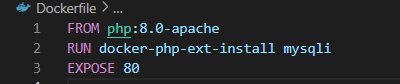 Dockerfile > ...
1 FROM php:8.0-apache
2 RUN docker-php-ext-install mysqli
3 EXPOSE 80